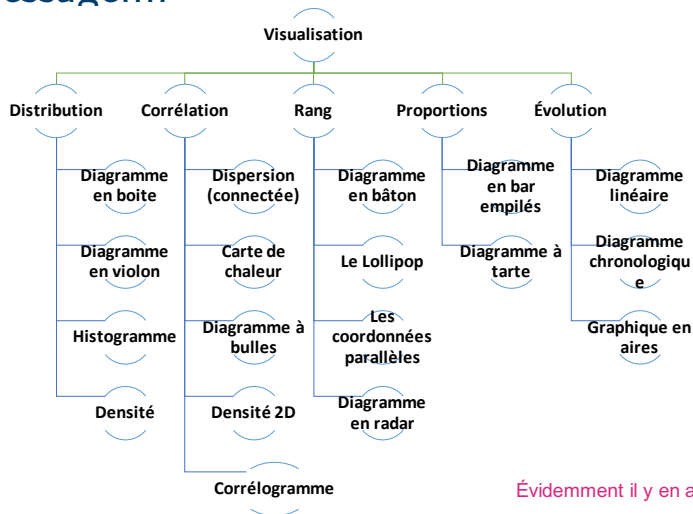 Visualisation
Distribution
Corrélation
Rang
Proportions
Évolution
Diagramme
en boite
Diagramme
en violon
Histogramme
Densité
Dispersion
(connectée)
Carte de
chaleur
Diagramme à
bulles
Densité 2D
Corrélogramme
Diagramme
en bâton
Le Lollipop
Les
coordonnées
parallèles
Diagramme
en radar
Diagramme
en bar
empilés
Diagramme à
tarte
Diagramme
linéaire
Diagramme
chronologiqu
e
Graphique en
aires
Évidemment il y en a